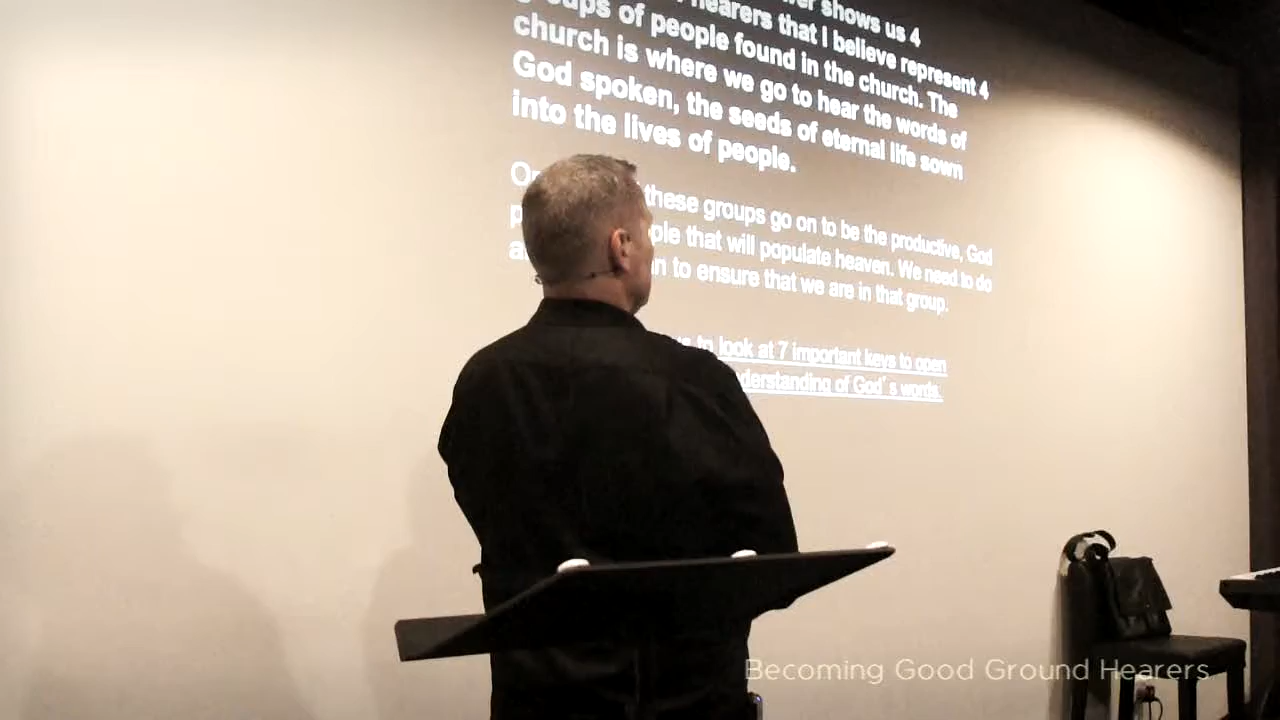 shows us 4
groups of people found in the church. The
hearers that I believe represent 4
church is where we go to hear the words of
God spoken, the seeds of eternal life sown
into the lives of people.
these groups go on to be the productive, God
that will populate heaven. We need to do
to ensure that we are in that group.
to look at 7 important keys to open
of God's words.
Becoming Good Ground Hearers